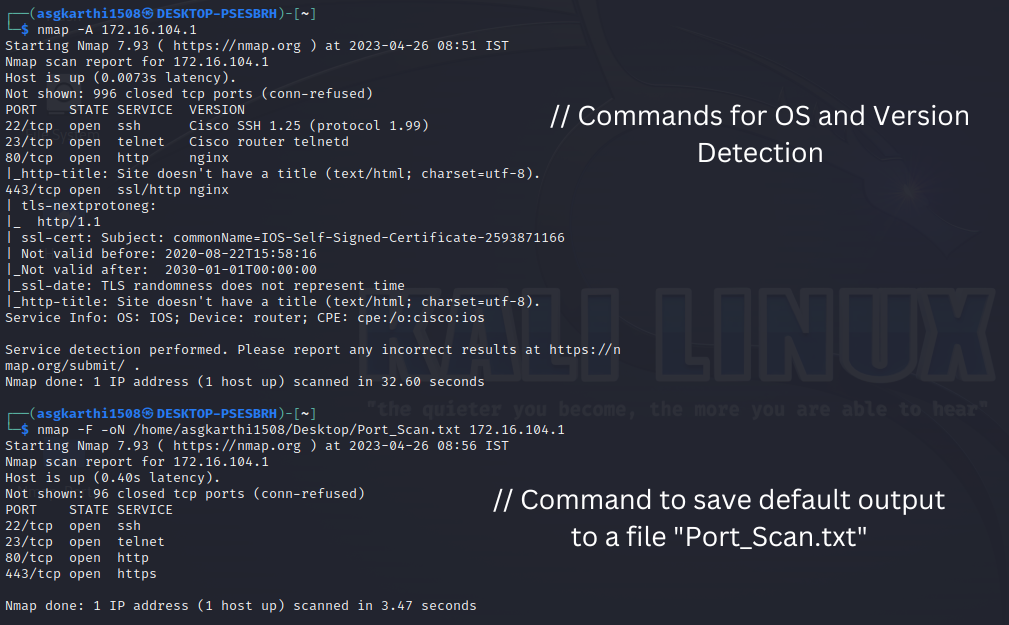 ┌──(asgkarthi1508㉿DESKTOP-PSESBRH)-[~]
└─$ nmap -A 172.16.104.1
Starting Nmap 7.93 ( https://nmap.org ) at 2023-04-26 08:51 IST
Nmap scan report for 172.16.104.1
Host is up (0.0073s latency).
Not shown: 996 closed tcp ports (conn-refused)
PORT    STATE SERVICE  VERSION
22/tcp  open  ssh      Cisco SSH 1.25 (protocol 1.99)
23/tcp  open  telnet   Cisco router telnetd
80/tcp  open  http     nginx
|_http-title: Site doesn't have a title (text/html; charset=utf-8).
443/tcp open  ssl/http nginx
| tls-nextprotoneg:
|_  http/1.1
| ssl-cert: Subject: commonName=IOS-Self-Signed-Certificate-2593871166
| Not valid before: 2020-08-22T15:58:16
|_Not valid after:  2030-01-01T00:00:00
|_ssl-date: TLS randomness does not represent time
|_http-title: Site doesn't have a title (text/html; charset=utf-8).
Service Info: OS: IOS; Device: router; CPE: cpe:/o:cisco:ios
Service detection performed. Please report any incorrect results at https://n
map.org/submit/ .
Nmap done: 1 IP address (1 host up) scanned in 32.60 seconds
// Commands for OS and Version
Detection
KALI LINUX
"the quieter you become, the more you are able to hear"
┌──(asgkarthi1508㉿DESKTOP-PSESBRH)-[~]
└─$ nmap -F -oN /home/asgkarthi1508/Desktop/Port_Scan.txt 172.16.104.1
Starting Nmap 7.93 ( https://nmap.org ) at 2023-04-26 08:56 IST
Nmap scan report for 172.16.104.1
Host is up (0.40s latency).
Not shown: 96 closed tcp ports (conn-refused)
PORT    STATE SERVICE
22/tcp  open  ssh
23/tcp  open  telnet
80/tcp  open  http
443/tcp open  https
Nmap done: 1 IP address (1 host up) scanned in 3.47 seconds
// Command to save default output
to a file "Port_Scan.txt"